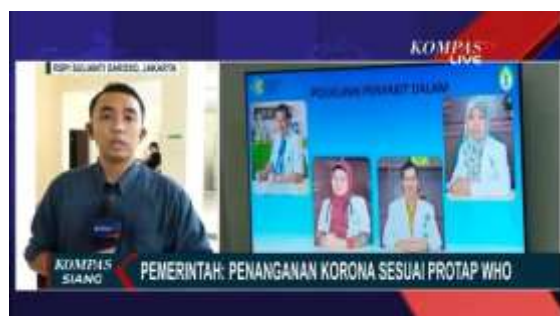 KOMPAS
LIVE
RSPI SULIANTI SAROSO, JAKARTA
POLIKLINIK PENYAKIT DALAM
KOMPAS
SIANG
PEMERINTAH: PENANGANAN KORONA SESUAI PROTAP WHO